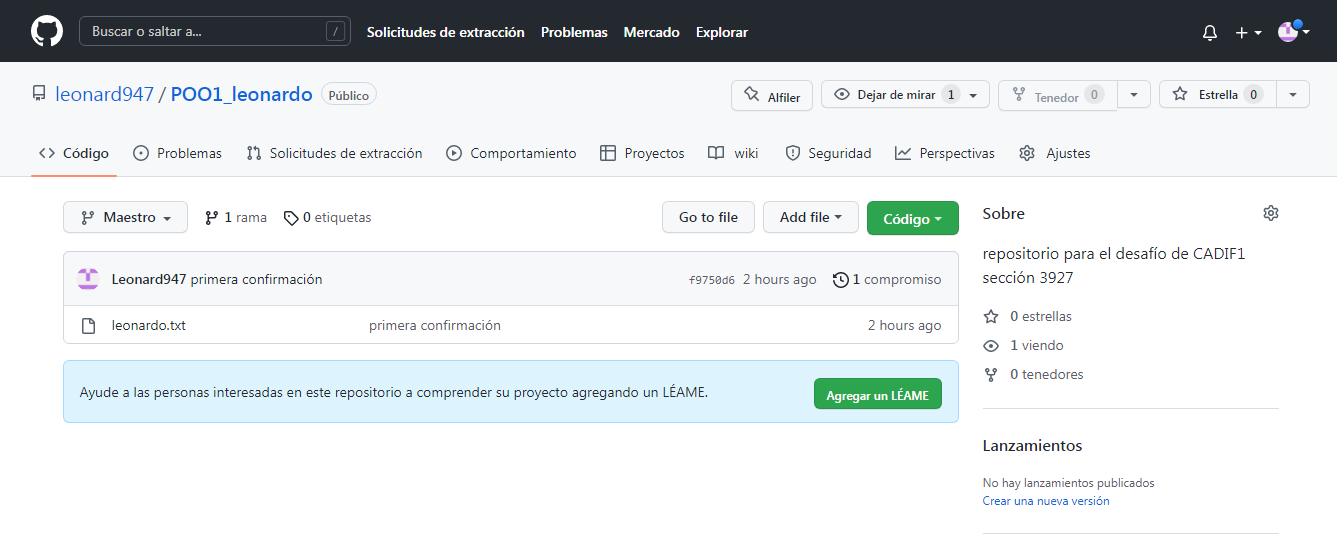 Buscar o saltar a... / Solicitudes de extracción Problemas Mercado Explorar
leonard947 / POO1_leonardo Público Alfiler Dejar de mirar 1 Tenedor 0 Estrella 0
Código Problemas Solicitudes de extracción Comportamiento Proyectos wiki Seguridad Perspectivas Ajustes
Maestro 1 rama 0 etiquetas Go to file Add file Código
Leonard947 primera confirmación f9750d6 2 hours ago 1 compromiso
leonardo.txt primera confirmación 2 hours ago
Ayude a las personas interesadas en este repositorio a comprender su proyecto agregando un LÉAME. Agregar un LÉAME
Sobre
repositorio para el desafío de CADIF1
sección 3927
0 estrellas
1 viendo
0 tenedores
Lanzamientos
No hay lanzamientos publicados
Crear una nueva versión